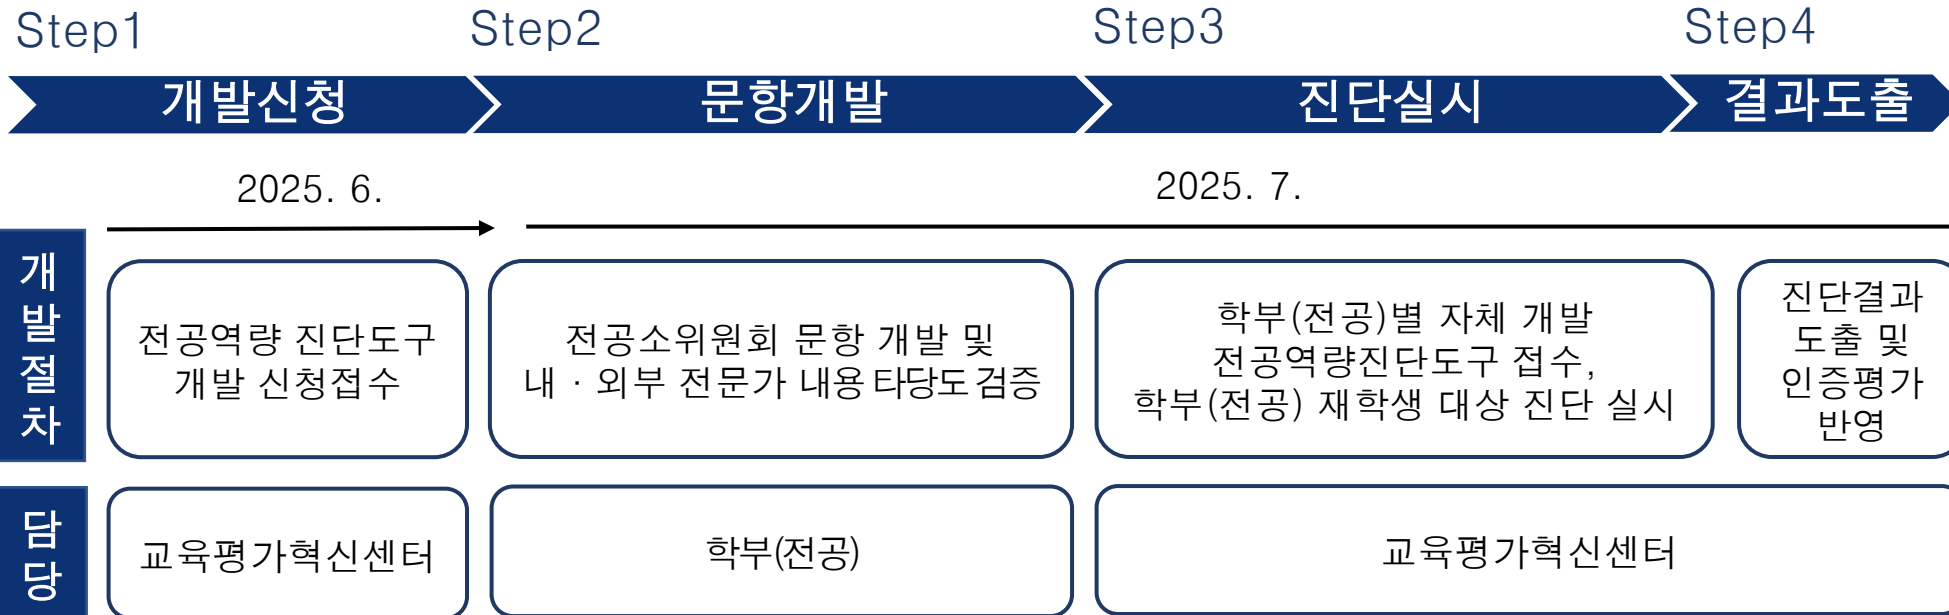 Step1
Step2
Step3
Step4
개발신청
문항개발
진단실시
결과도출
2025. 6.
2025. 7.
개발절차
전공역량 진단도구
개발 신청접수
전공소위원회 문항 개발 및
내 · 외부 전문가 내용 타당도 검증
학부(전공)별 자체 개발
전공역량진단도구 접수,
학부(전공) 재학생 대상 진단 실시
진단결과
도출 및
인증평가
반영
담당
교육평가혁신센터
학부(전공)
교육평가혁신센터